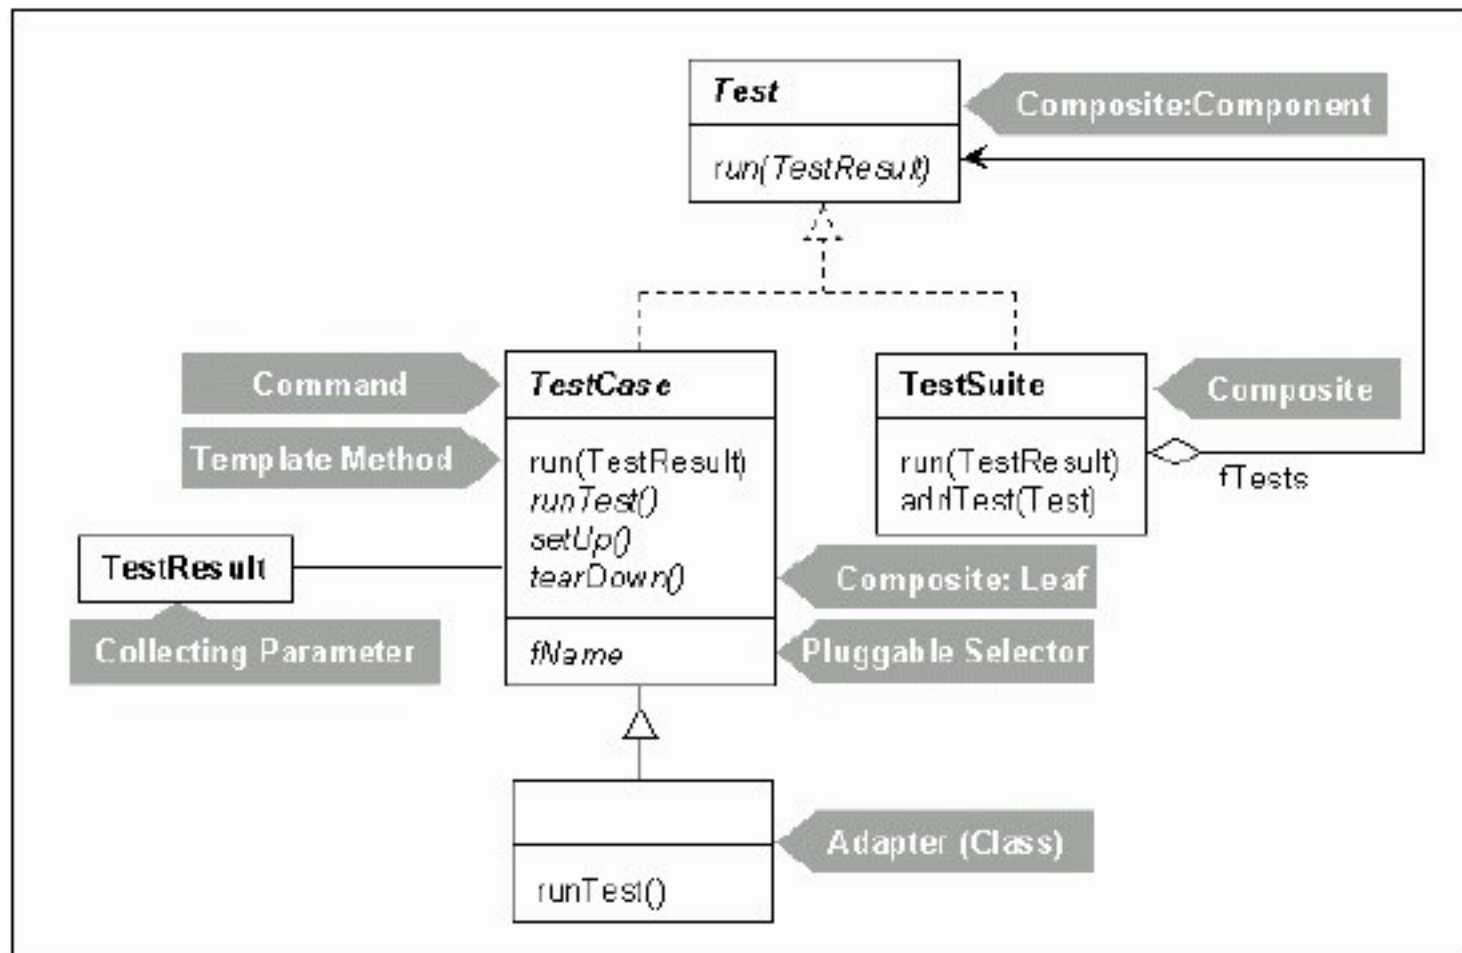 Test
Composite:Component
run(TestResult)
Command
TestCase
TestSuite
Composite
Template Method
run(TestResult)
runTest()
setUp()
tearDown()
run(TestResult)
addTest(Test)
fTests
TestResult
Composite: Leaf
Collecting Parameter
fName
Pluggable Selector
Adapter (Class)
runTest()